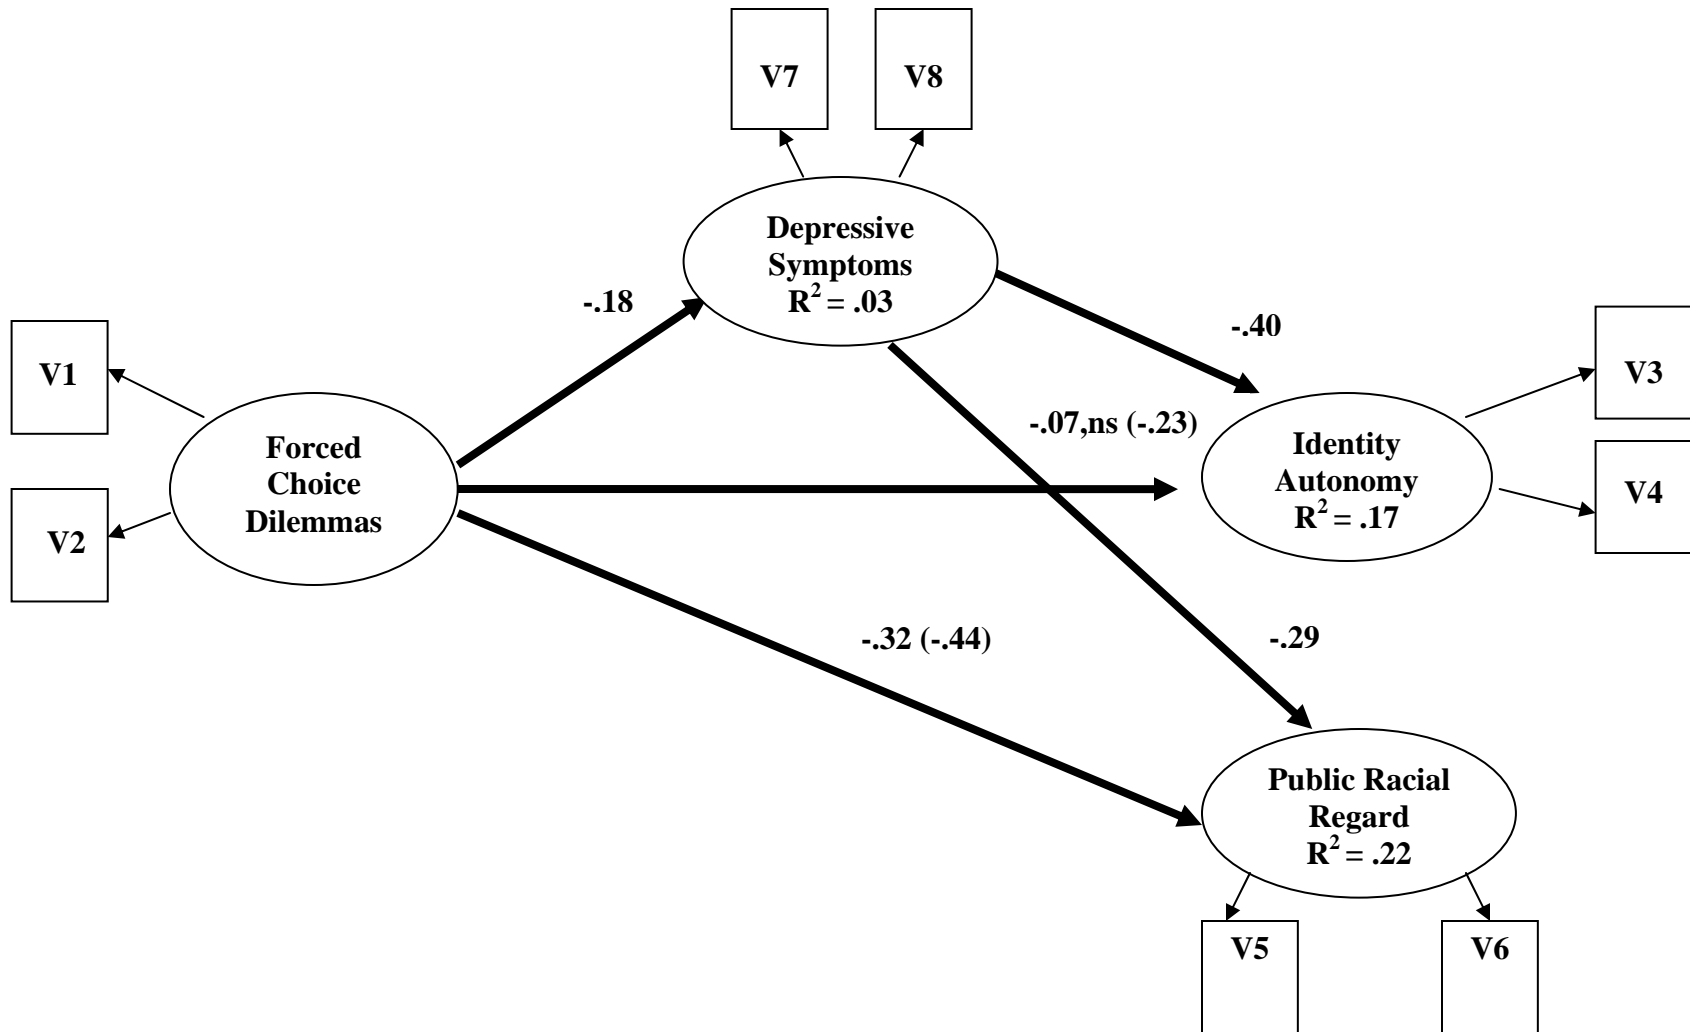 V7
V8
Depressive
Symptoms
R² = .03
-.18
-.40
V1
V3
-.07,ns (-.23)
Forced
Choice
Dilemmas
Identity
Autonomy
R² = .17
V2
V4
-.32 (-.44)
-.29
Public Racial
Regard
R² = .22
V5
V6